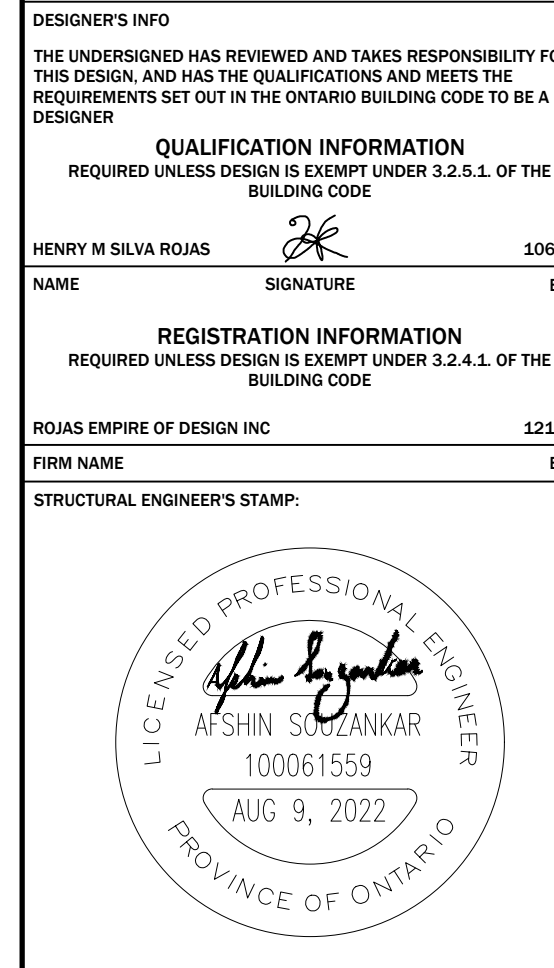 DESIGNER'S INFO
THE UNDERSIGNED HAS REVIEWED AND TAKES RESPONSIBILITY
THIS DESIGN, AND HAS THE QUALIFICATIONS AND MEETS THE
REQUIREMENTS SET OUT IN THE ONTARIO BUILDING CODE TO BE A
DESIGNER
QUALIFICATION INFORMATION
REQUIRED UNLESS DESIGN IS EXEMPT UNDER 3.2.5.1. OF THE
BUILDING CODE
HENRY M SILVA ROJAS 106
NAME SIGNATURE
REGISTRATION INFORMATION
REQUIRED UNLESS DESIGN IS EXEMPT UNDER 3.2.4.1. OF THE
BUILDING CODE
ROJAS EMPIRE OF DESIGN INC 121
FIRM NAME
STRUCTURAL ENGINEER'S STAMP:
LICENSED PROFESSIONAL ENGINEER
Afshin Souzankar
AFSHIN SOUZANKAR
100061559
AUG 9, 2022
PROVINCE OF ONTARIO